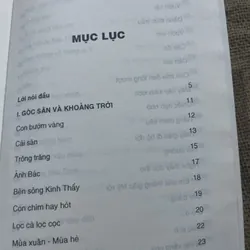 MỤC LỤC
Lời nói đầu 5
I. GÓC SÂN VÀ KHOẢNG TRỜI 11
Con bướm vàng 12
Cái sân 13
Trông trăng 15
Ảnh Bác 17
Bên sông Kinh Thầy 18
Con chim hay hót 20
Lọc cà lọc cọc 22
Mùa xuân - Mùa hè 23